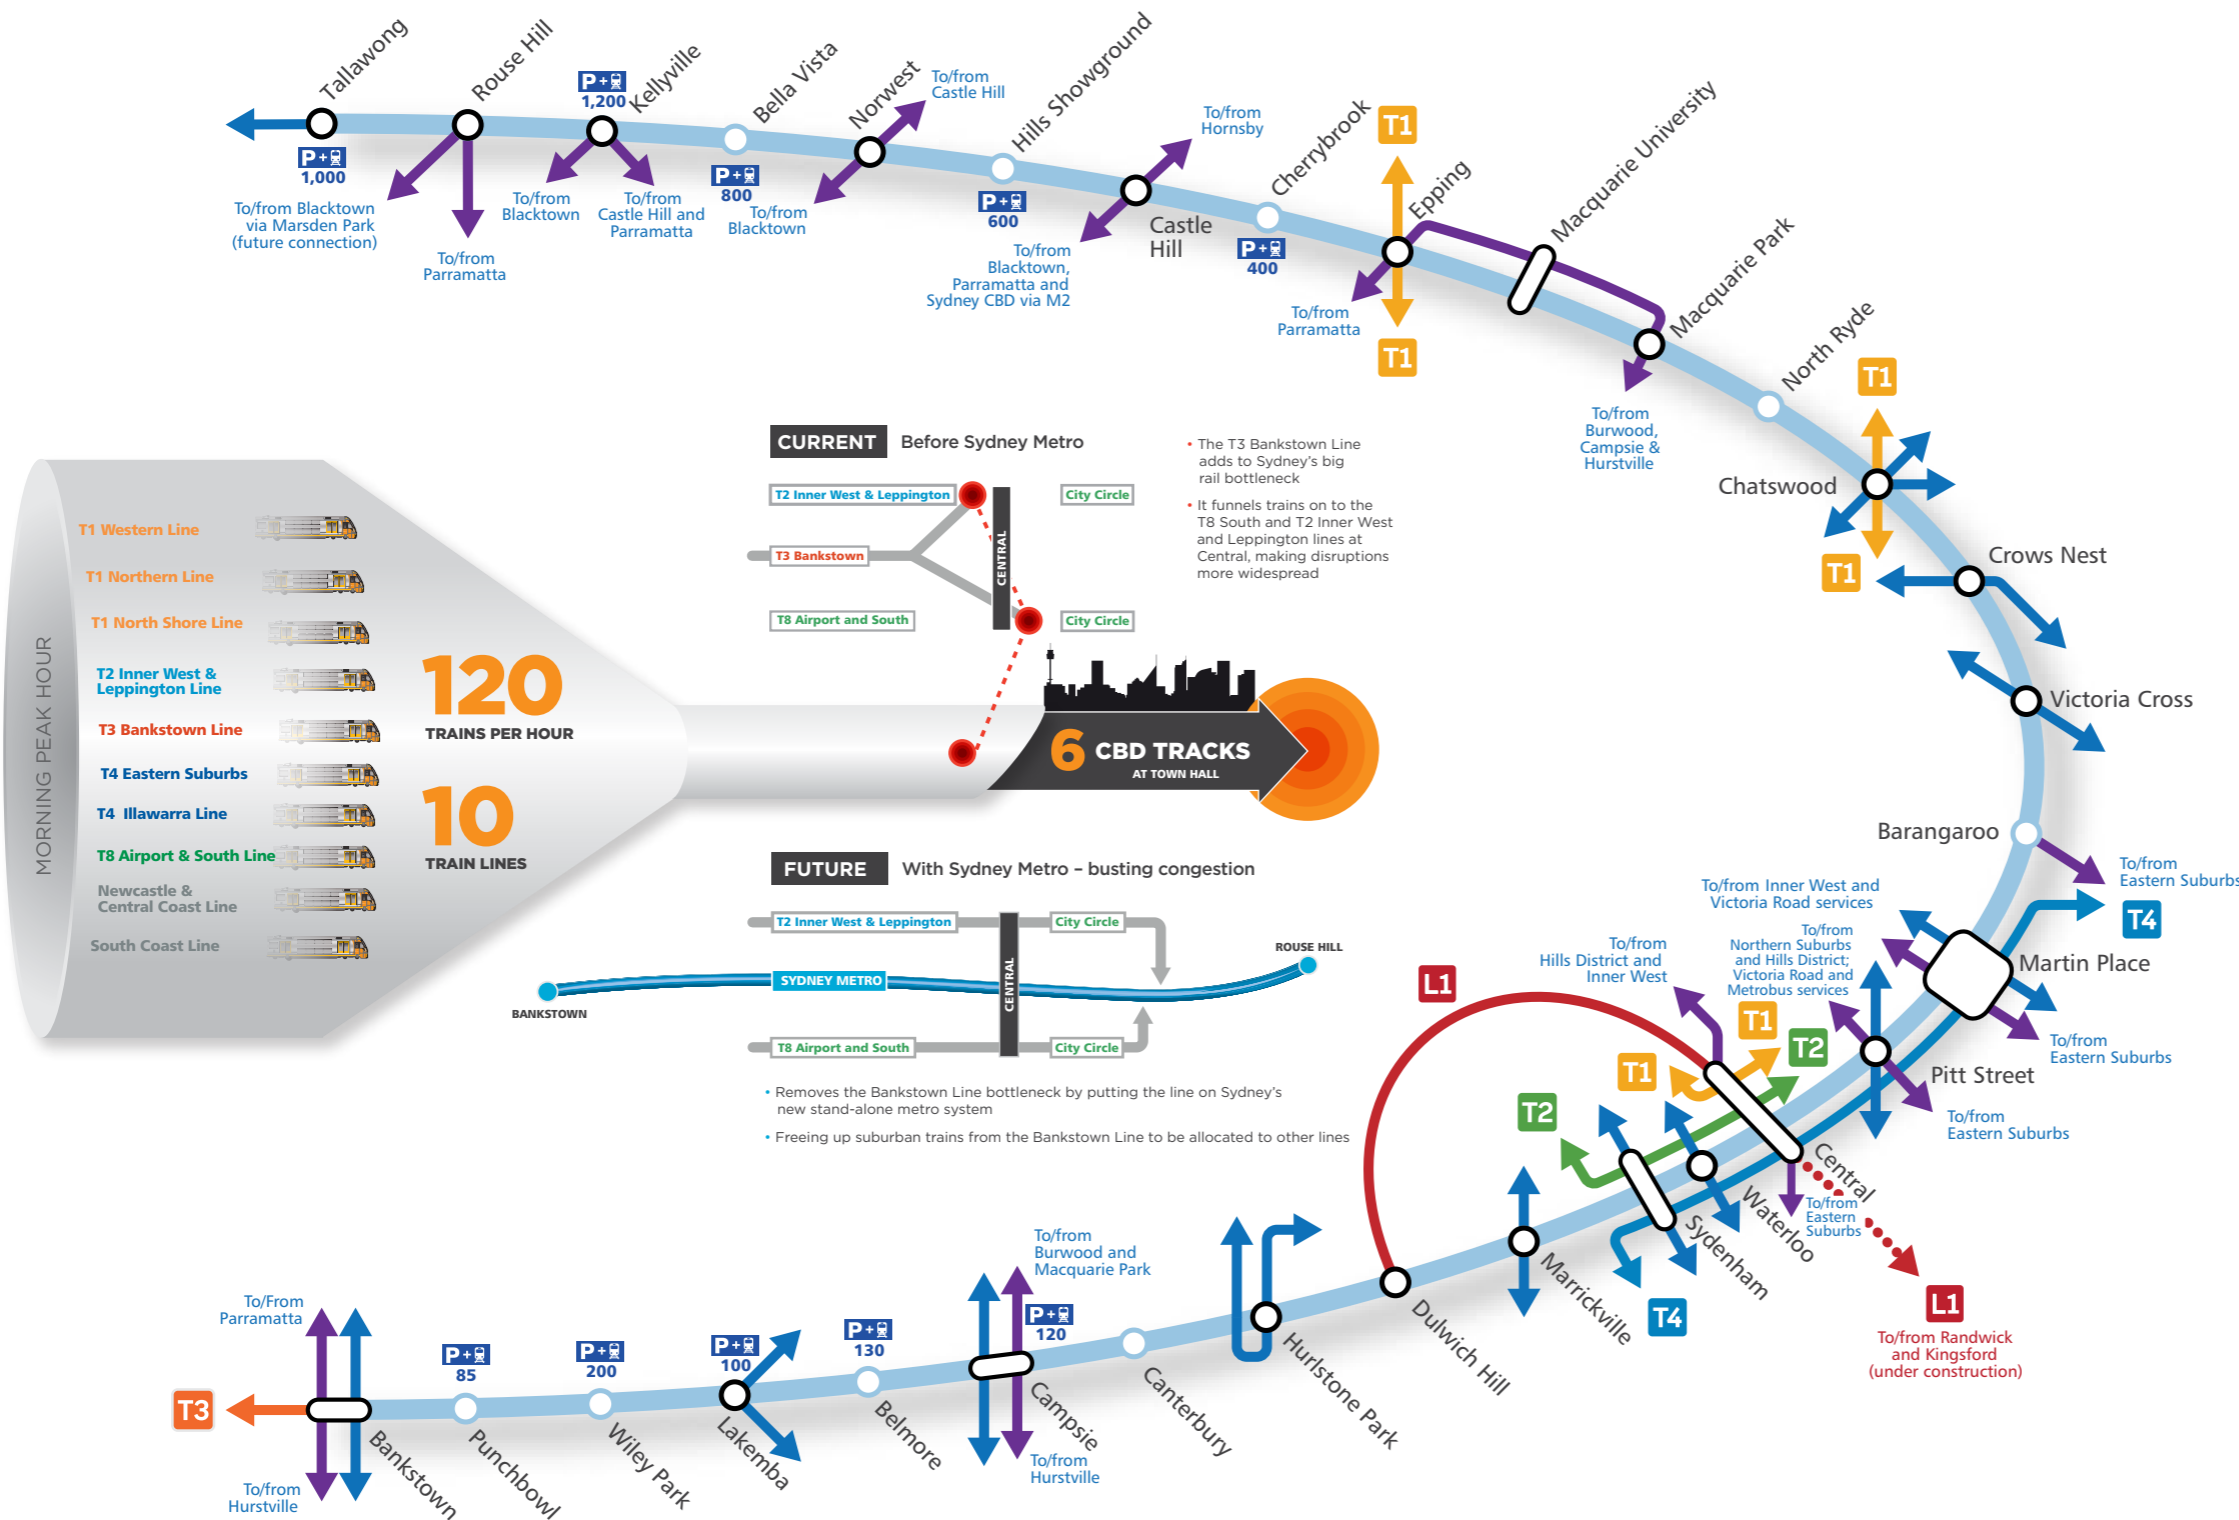 Tallawong
P+
1,000
Rouse Hill
To/from Blacktown
via Marsden Park
(future connection)
To/from
Parramatta
P+
1,200
Kellyville
To/from
Blacktown
To/from
Castle Hill and
Parramatta
Bella Vista
P+
800
Norwest
To/from
Castle Hill
To/from
Blacktown
Hills Showground
P+
600
To/from
Hornsby
Castle
Hill
To/from
Blacktown,
Parramatta and
Sydney CBD via M2
Cherrybrook
P+
400
T1
Epping
To/from
Parramatta
T1
Macquarie University
Macquarie Park
To/from
Burwood,
Campsie &
Hurstville
North Ryde
T1
Chatswood
T1
Crows Nest
Victoria Cross
Barangaroo
To/from
Eastern Suburbs
T4
To/from Inner West and
Victoria Road services
Martin Place
To/from
Eastern Suburbs
To/from
Northern Suburbs
and Hills District;
Victoria Road and
Metrobus services
Pitt Street
To/from
Eastern Suburbs
To/from
Hills District and
Inner West
L1
T1
T2
T1
T2
Central
To/from
Eastern
Suburbs
L1
To/from Randwick
and Kingsford
(under construction)
Waterloo
Sydenham
T4
Marrickville
Dulwich Hill
Hurlstone Park
Canterbury
To/from
Burwood and
Macquarie Park
P+
120
Campsie
To/from
Hurstville
P+
130
Belmore
P+
100
Lakemba
P+
200
Wiley Park
P+
85
Punchbowl
To/From
Parramatta
T3
Bankstown
To/from
Hurstville
MORNING PEAK HOUR
T1 Western Line
T1 Northern Line
T1 North Shore Line
T2 Inner West &
Leppington Line
T3 Bankstown Line
T4 Eastern Suburbs
T4 Illawarra Line
T8 Airport & South Line
Newcastle &
Central Coast Line
South Coast Line
120
TRAINS PER HOUR
10
TRAIN LINES
6 CBD TRACKS
AT TOWN HALL
CURRENT Before Sydney Metro
T2 Inner West & Leppington
City Circle
T3 Bankstown
CENTRAL
T8 Airport and South
City Circle
• The T3 Bankstown Line
adds to Sydney's big
rail bottleneck
• It funnels trains on to the
T8 South and T2 Inner West
and Leppington lines at
Central, making disruptions
more widespread
FUTURE With Sydney Metro – busting congestion
T2 Inner West & Leppington
City Circle
ROUSE HILL
SYDNEY METRO
CENTRAL
BANKSTOWN
T8 Airport and South
City Circle
• Removes the Bankstown Line bottleneck by putting the line on Sydney's
new stand-alone metro system
• Freeing up suburban trains from the Bankstown Line to be allocated to other lines